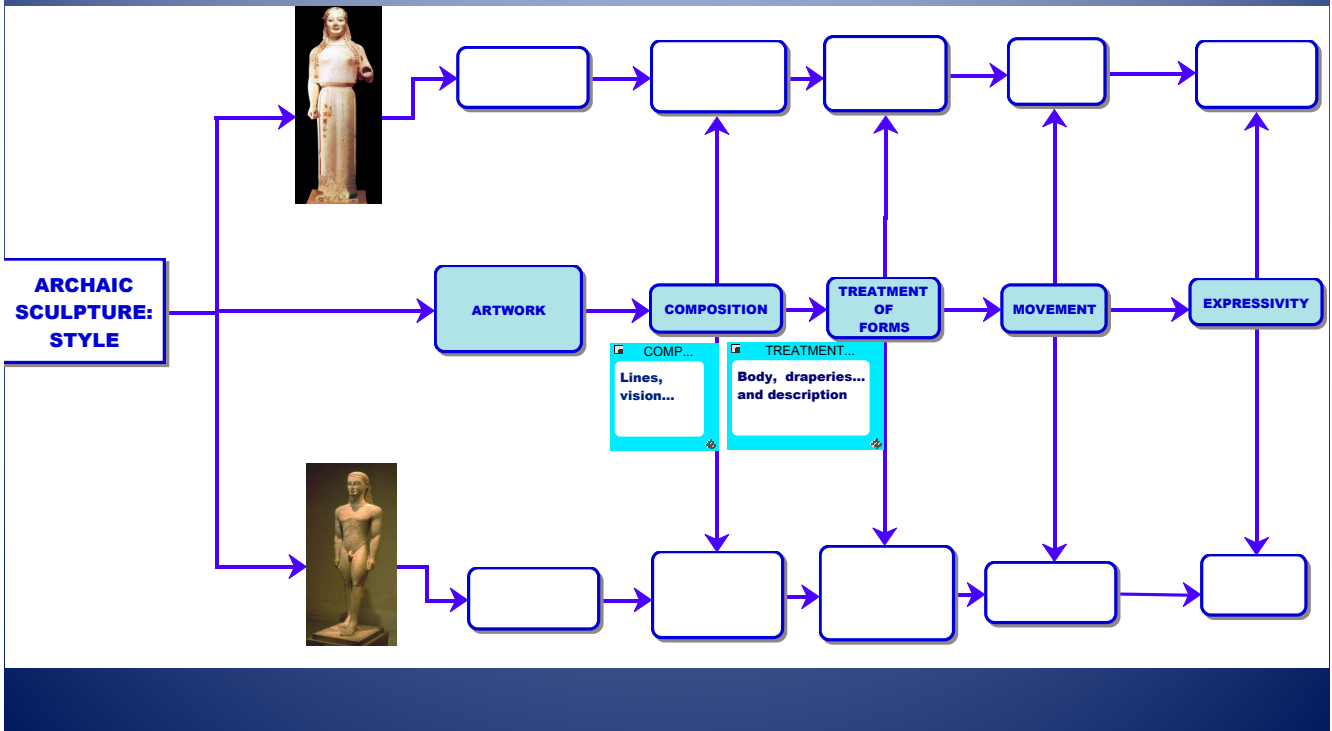 ARCHAIC
SCULPTURE:
STYLE
ARTWORK
COMPOSITION
TREATMENT
OF
FORMS
MOVEMENT
EXPRESSIVITY
COMP...
Lines,
vision...
TREATMENT...
Body, draperies...
and description